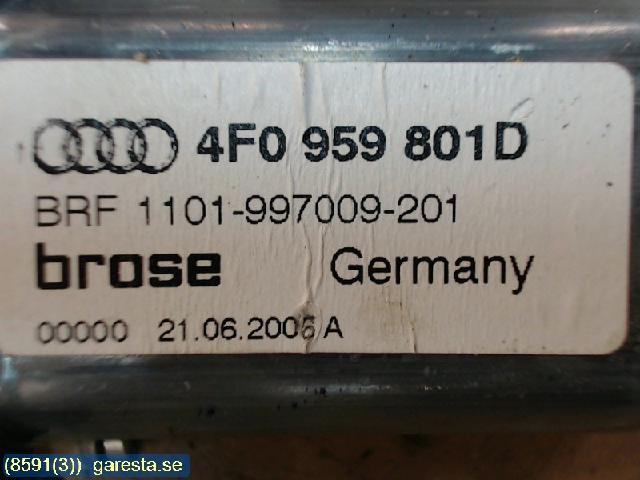 4F0 959 801D
BRF 1101-997009-201
brose Germany
00000 21.06.2006 A
(8591(3)) garesta.se